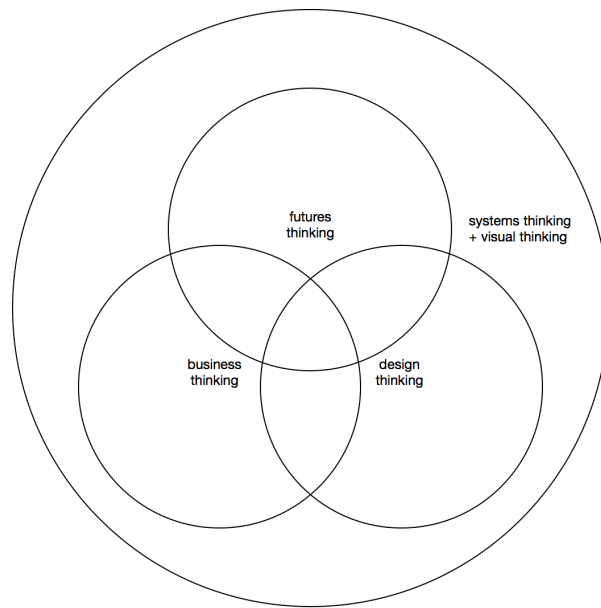 futures
thinking
systems thinking
+ visual thinking
business
thinking
design
thinking